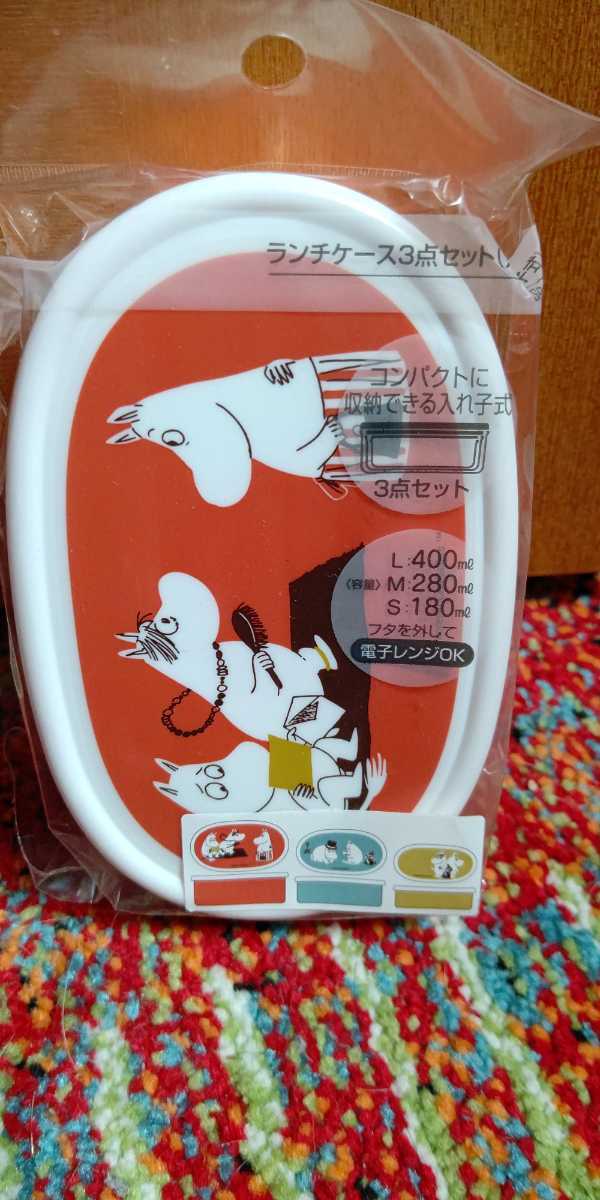 ランチケース3点セット
コンパクトに
収納できる入れ子式
3点セット
L:400㎖
〈容量〉M:280㎖
S:180㎖
フタを外して
電子レンジOK